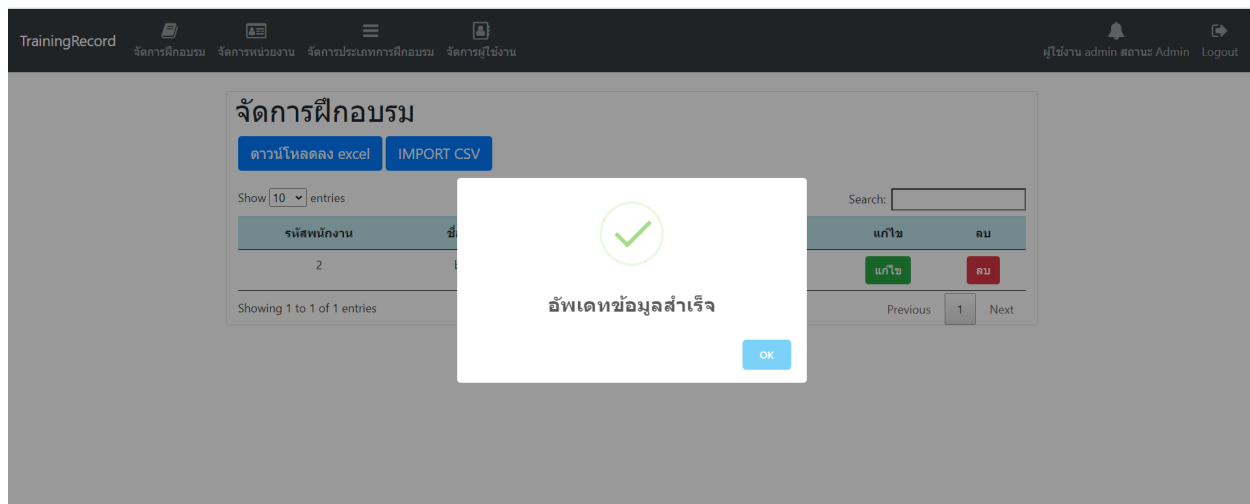 TrainingRecord
จัดการฝึกอบรม จัดการหน่วยงาน จัดการประเภทการฝึกอบรม จัดการผู้ใช้งาน
ผู้ใช้งาน admin สถานะ Admin Logout
จัดการฝึกอบรม
ดาวน์โหลดลง excel IMPORT CSV
Show 10 entries Search:
รหัสพนักงาน แก้ไข ลบ
2 แก้ไข ลบ
Showing 1 to 1 of 1 entries Previous 1 Next
อัพเดทข้อมูลสำเร็จ
OK